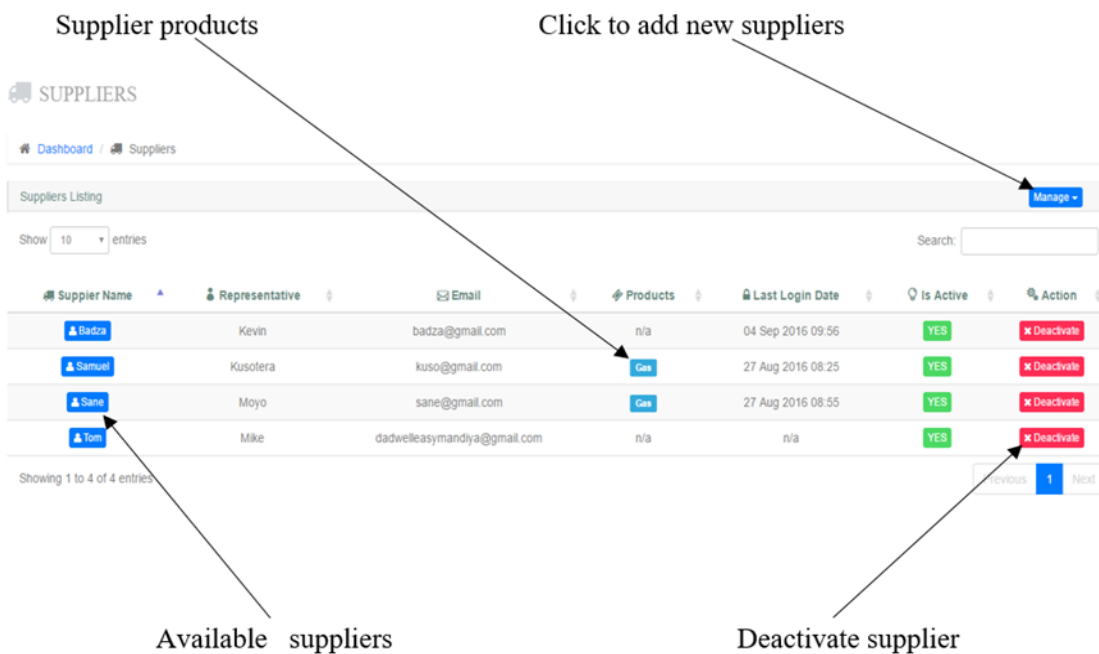 Supplier products Click to add new suppliers
SUPPLIERS
Dashboard / Suppliers
Suppliers Listing Manage
Show 10 entries Search:
Suppier Name Representative Email Products Last Login Date Is Active Action
Badza Kevin badza@gmail.com n/a 04 Sep 2016 09:56 YES Deactivate
Samuel Kusotera kuso@gmail.com Gas 27 Aug 2016 08:25 YES Deactivate
Sane Moyo sane@gmail.com Gas 27 Aug 2016 08:55 YES Deactivate
Tom Mike dadwelleasymandiya@gmail.com n/a n/a YES Deactivate
Showing 1 to 4 of 4 entries Previous 1 Next
Available suppliers Deactivate supplier